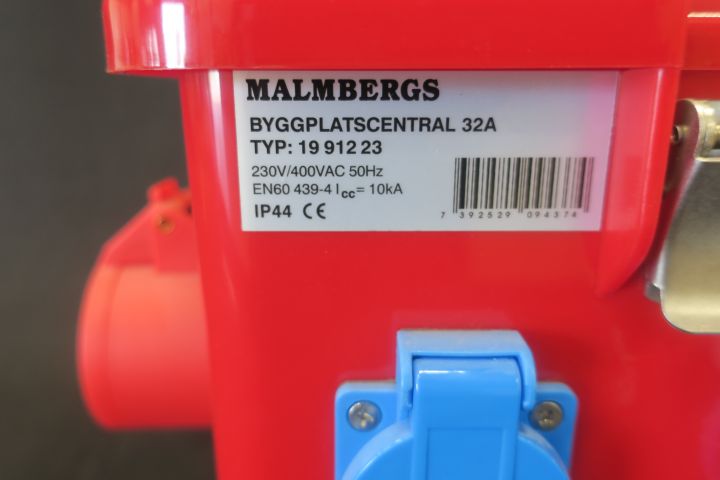 MALMBERGS
BYGGPLATSCENTRAL 32A
TYP: 19 912 23
230V/400VAC 50Hz
EN60 439-4 Icc= 10kA
IP44 CE
7 392529 094374